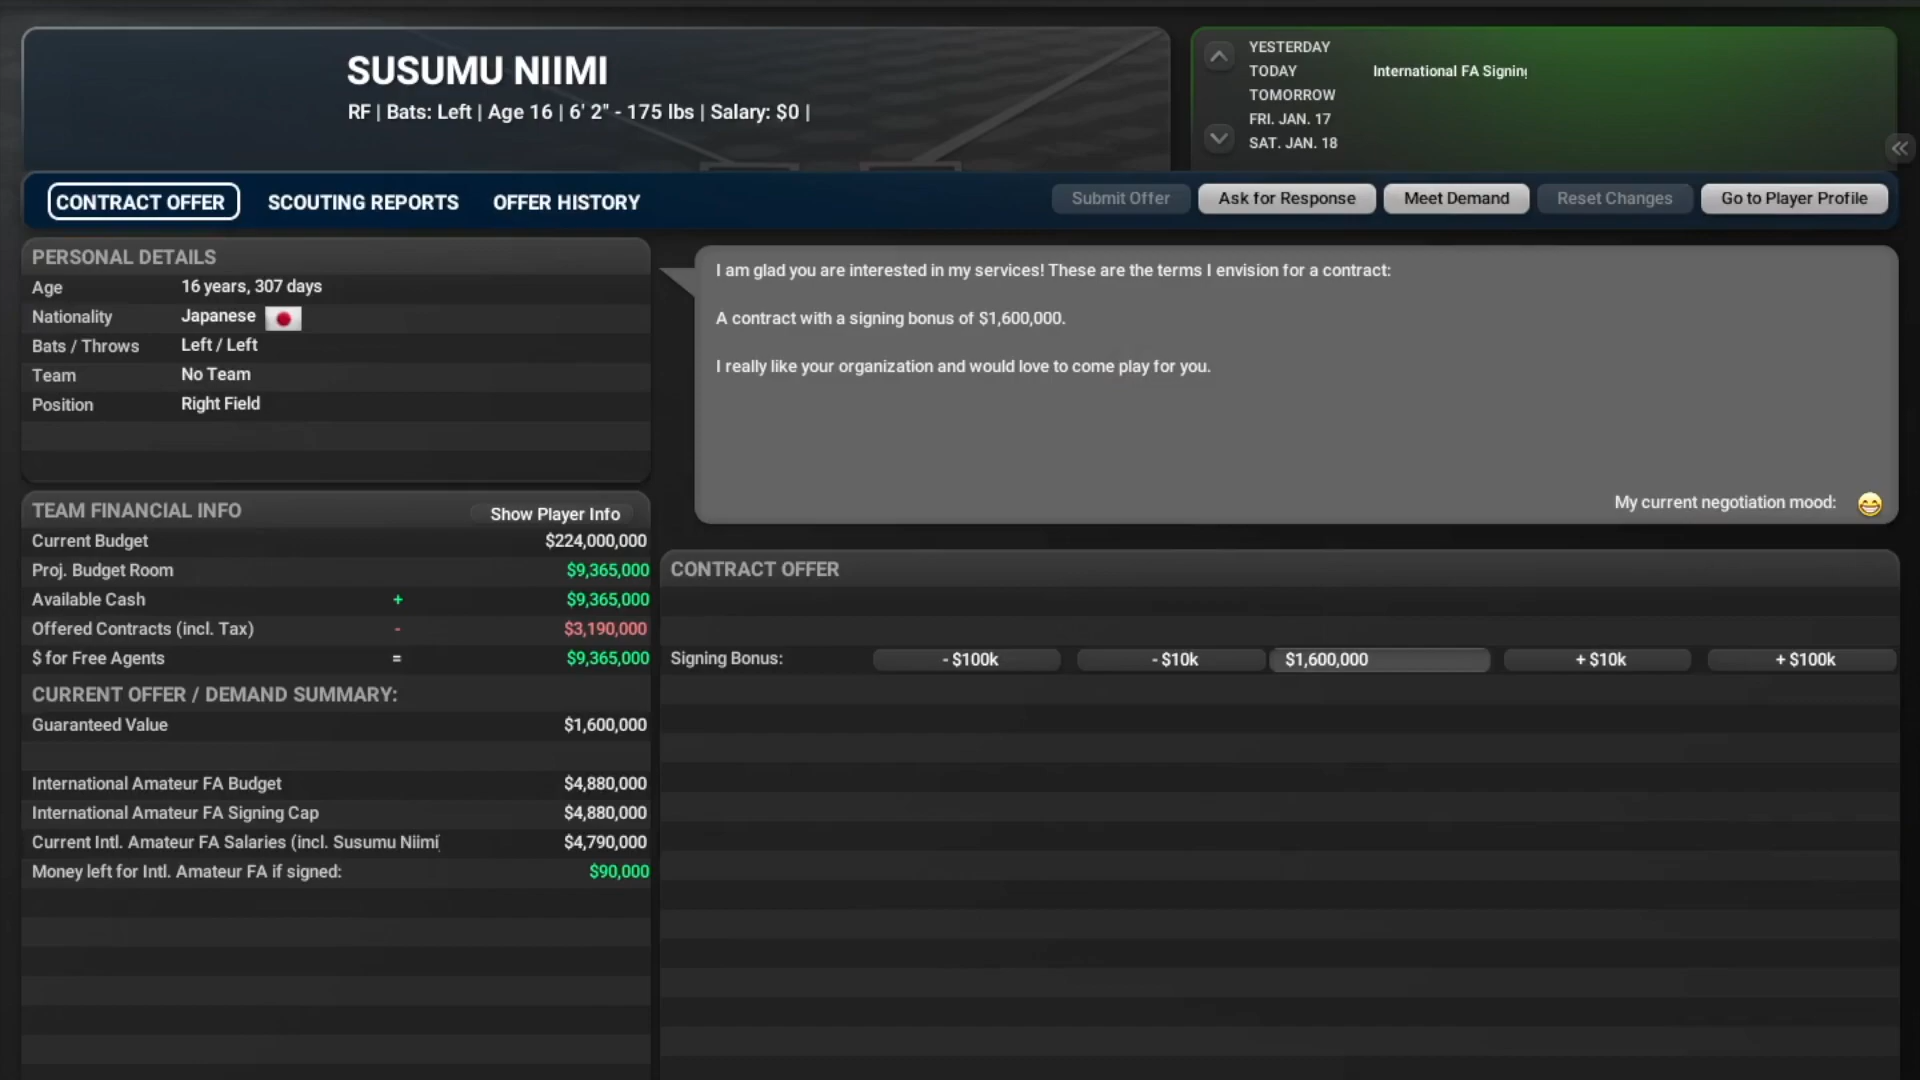 SUSUMU NIIMI
RF | Bats: Left | Age 16 | 6' 2" - 175 lbs | Salary: $0 |
YESTERDAY
TODAY International FA Signing
TOMORROW
FRI. JAN. 17
SAT. JAN. 18
CONTRACT OFFER SCOUTING REPORTS OFFER HISTORY
Submit Offer Ask for Response Meet Demand Reset Changes Go to Player Profile
PERSONAL DETAILS
Age 16 years, 307 days
Nationality Japanese
Bats / Throws Left / Left
Team No Team
Position Right Field
I am glad you are interested in my services! These are the terms I envision for a contract:
A contract with a signing bonus of $1,600,000.
I really like your organization and would love to come play for you.
My current negotiation mood:
TEAM FINANCIAL INFO Show Player Info
Current Budget $224,000,000
Proj. Budget Room $9,365,000
Available Cash + $9,365,000
Offered Contracts (incl. Tax) - $3,190,000
$ for Free Agents = $9,365,000
CURRENT OFFER / DEMAND SUMMARY:
Guaranteed Value $1,600,000
International Amateur FA Budget $4,880,000
International Amateur FA Signing Cap $4,880,000
Current Intl. Amateur FA Salaries (incl. Susumu Niimi $4,790,000
Money left for Intl. Amateur FA if signed: $90,000
CONTRACT OFFER
Signing Bonus: - $100k - $10k $1,600,000 + $10k + $100k